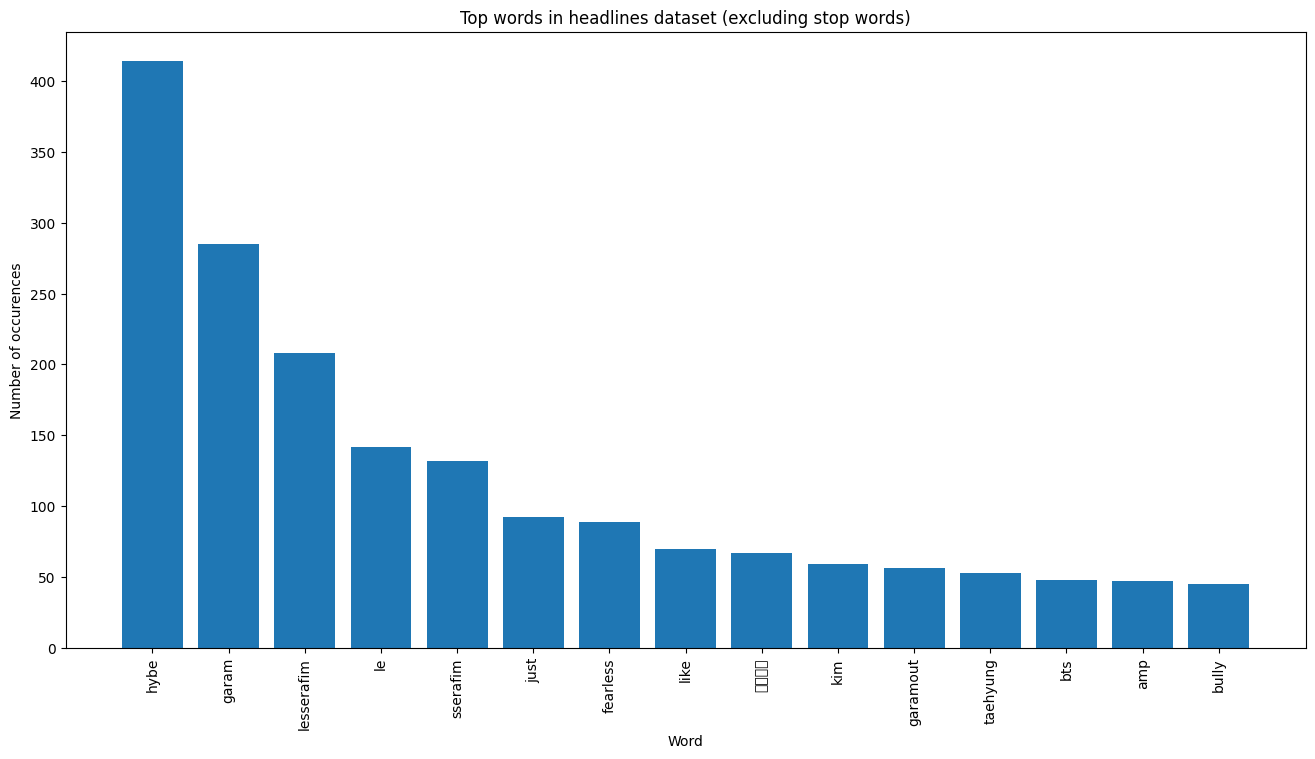 Top words in headlines dataset (excluding stop words)
Number of occurences
400
350
300
250
200
150
100
50
0
hybe
garam
lesserafim
le
sserafim
just
fearless
like
kim
garamout
taehyung
bts
amp
bully
Word